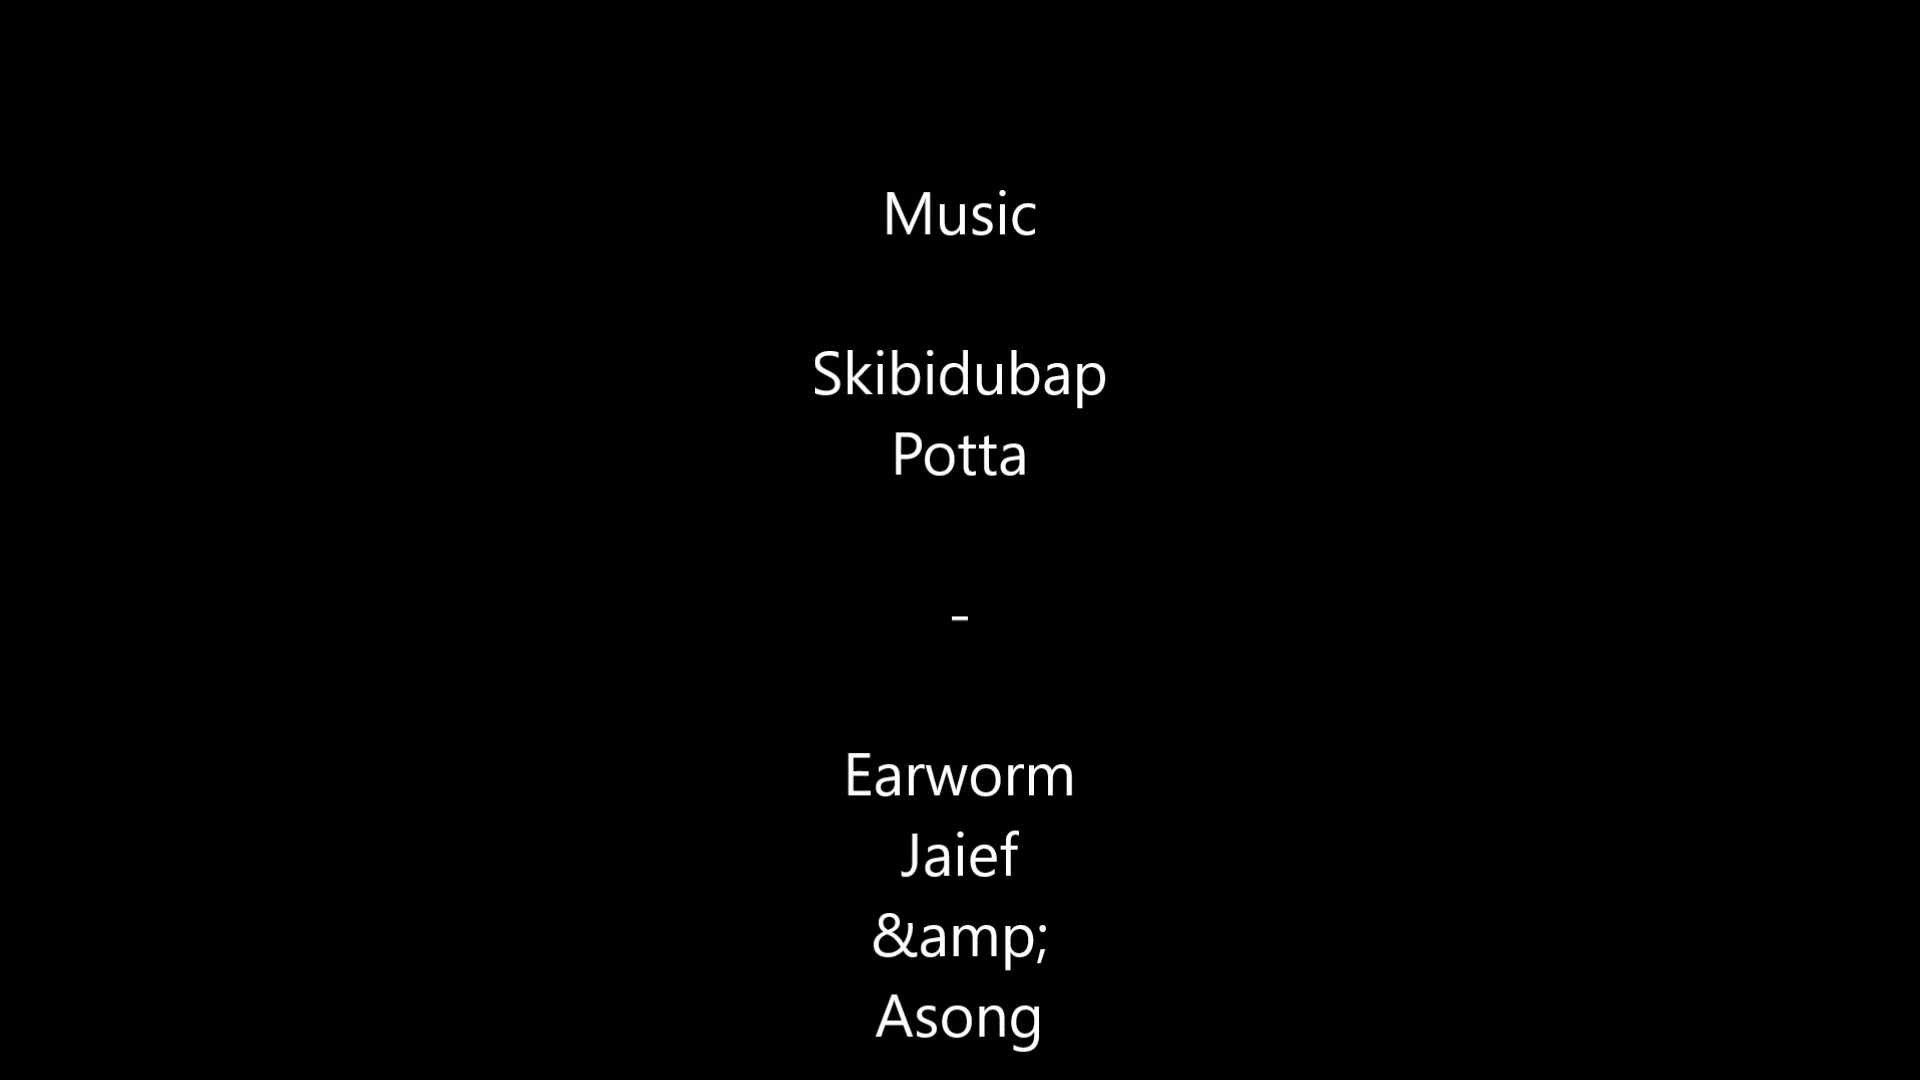 Music
Skibidubap
Potta
-
Earworm
Jaief
&amp;
Asong